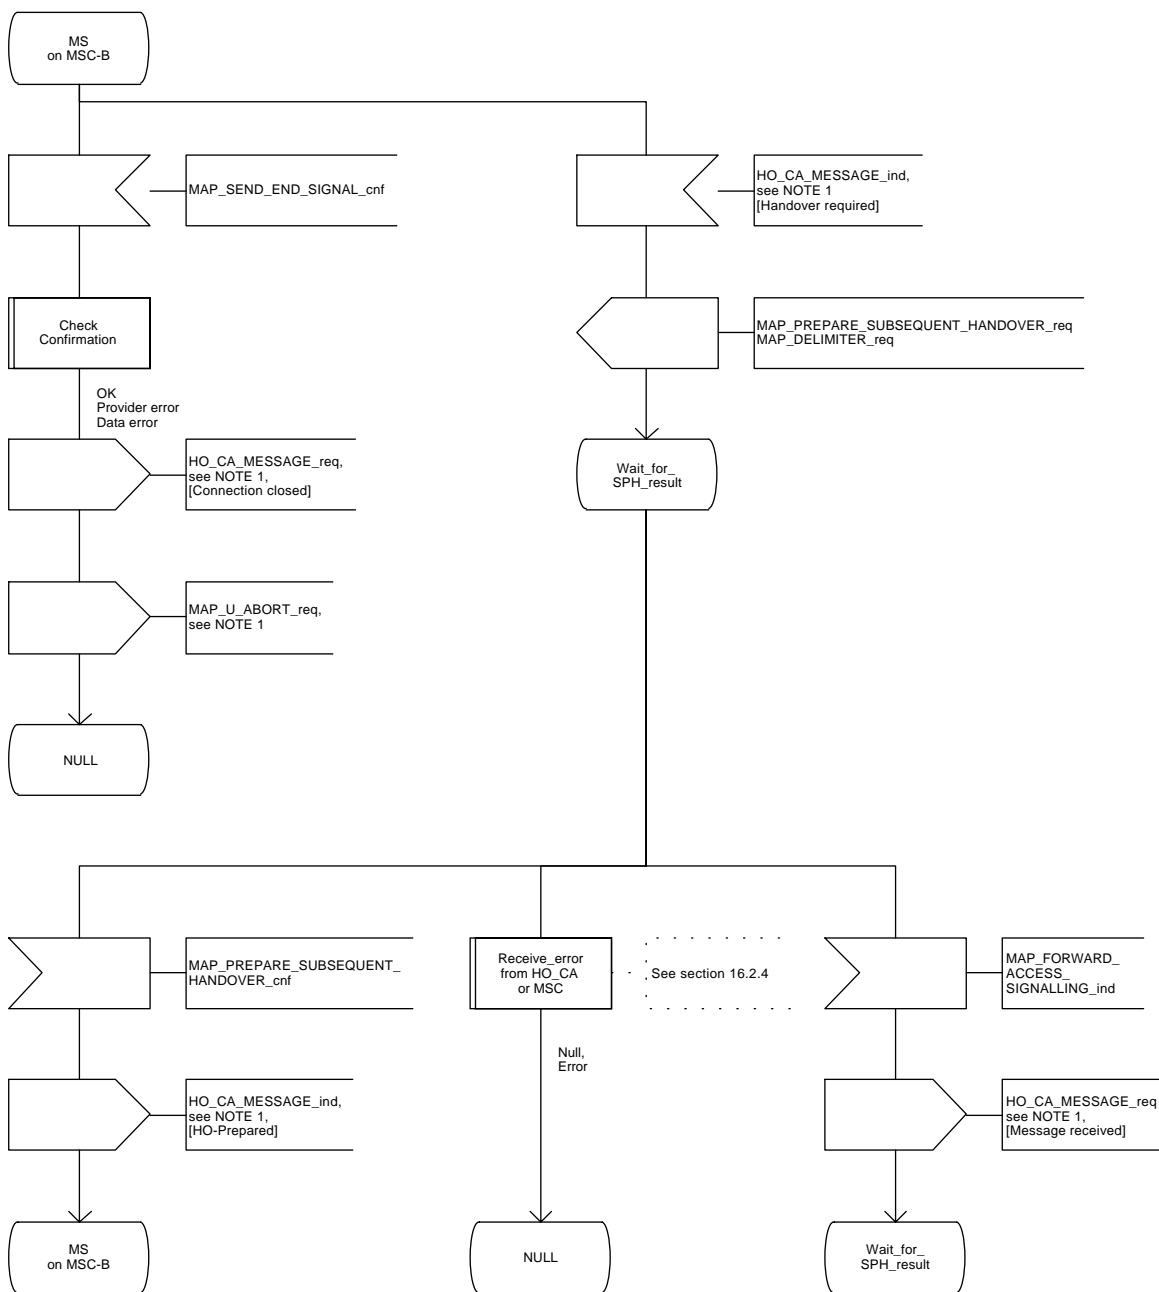 MS
on MSC-B
MAP_SEND_END_SIGNAL_cnf
HO_CA_MESSAGE_ind,
see NOTE 1
[Handover required]
Check
Confirmation
MAP_PREPARE_SUBSEQUENT_HANDOVER_req
MAP_DELIMITER_req
OK
Provider error
Data error
HO_CA_MESSAGE_req,
see NOTE 1,
[Connection closed]
Wait_for_
SPH_result
MAP_U_ABORT_req,
see NOTE 1
NULL
MAP_PREPARE_SUBSEQUENT_
HANDOVER_cnf
Receive_error
from HO_CA
or MSC
See section 16.2.4
MAP_FORWARD_
ACCESS_
SIGNALLING_ind
Null,
Error
HO_CA_MESSAGE_ind,
see NOTE 1,
[HO-Prepared]
HO_CA_MESSAGE_req
see NOTE 1,
[Message received]
MS
on MSC-B
NULL
Wait_for_
SPH_result